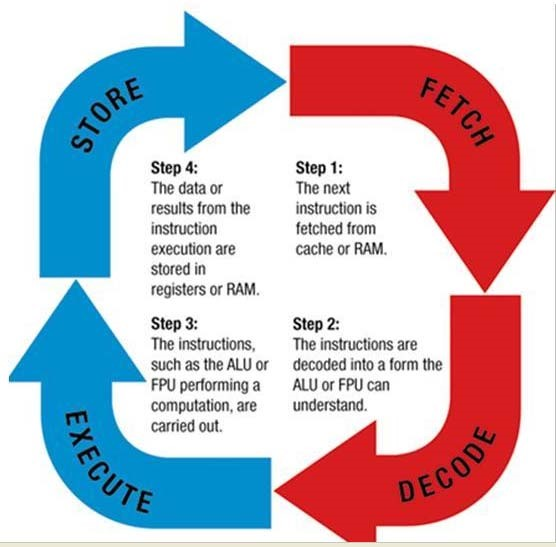 STORE
FETCH
Step 4:
The data or
results from the
instruction
execution are
stored in
registers or RAM.
Step 1:
The next
instruction is
fetched from
cache or RAM.
Step 3:
The instructions,
such as the ALU or
FPU performing a
computation, are
carried out.
Step 2:
The instructions are
decoded into a form the
ALU or FPU can
understand.
EXECUTE
DECODE